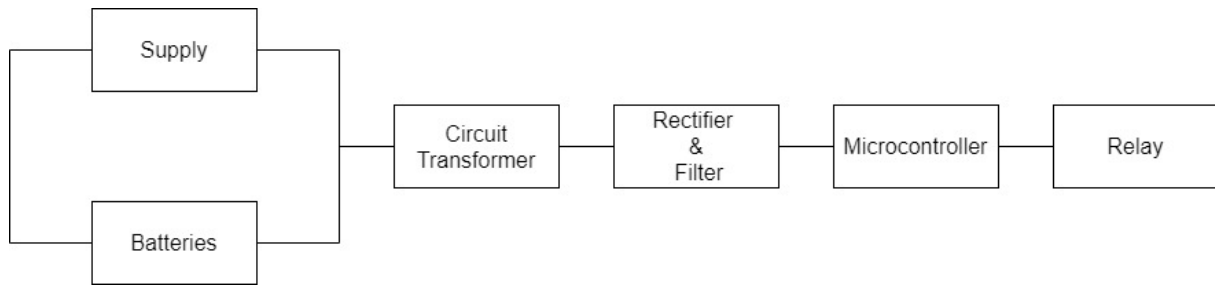 Supply
Batteries
Circuit
Transformer
Rectifier
&
Filter
Microcontroller
Relay